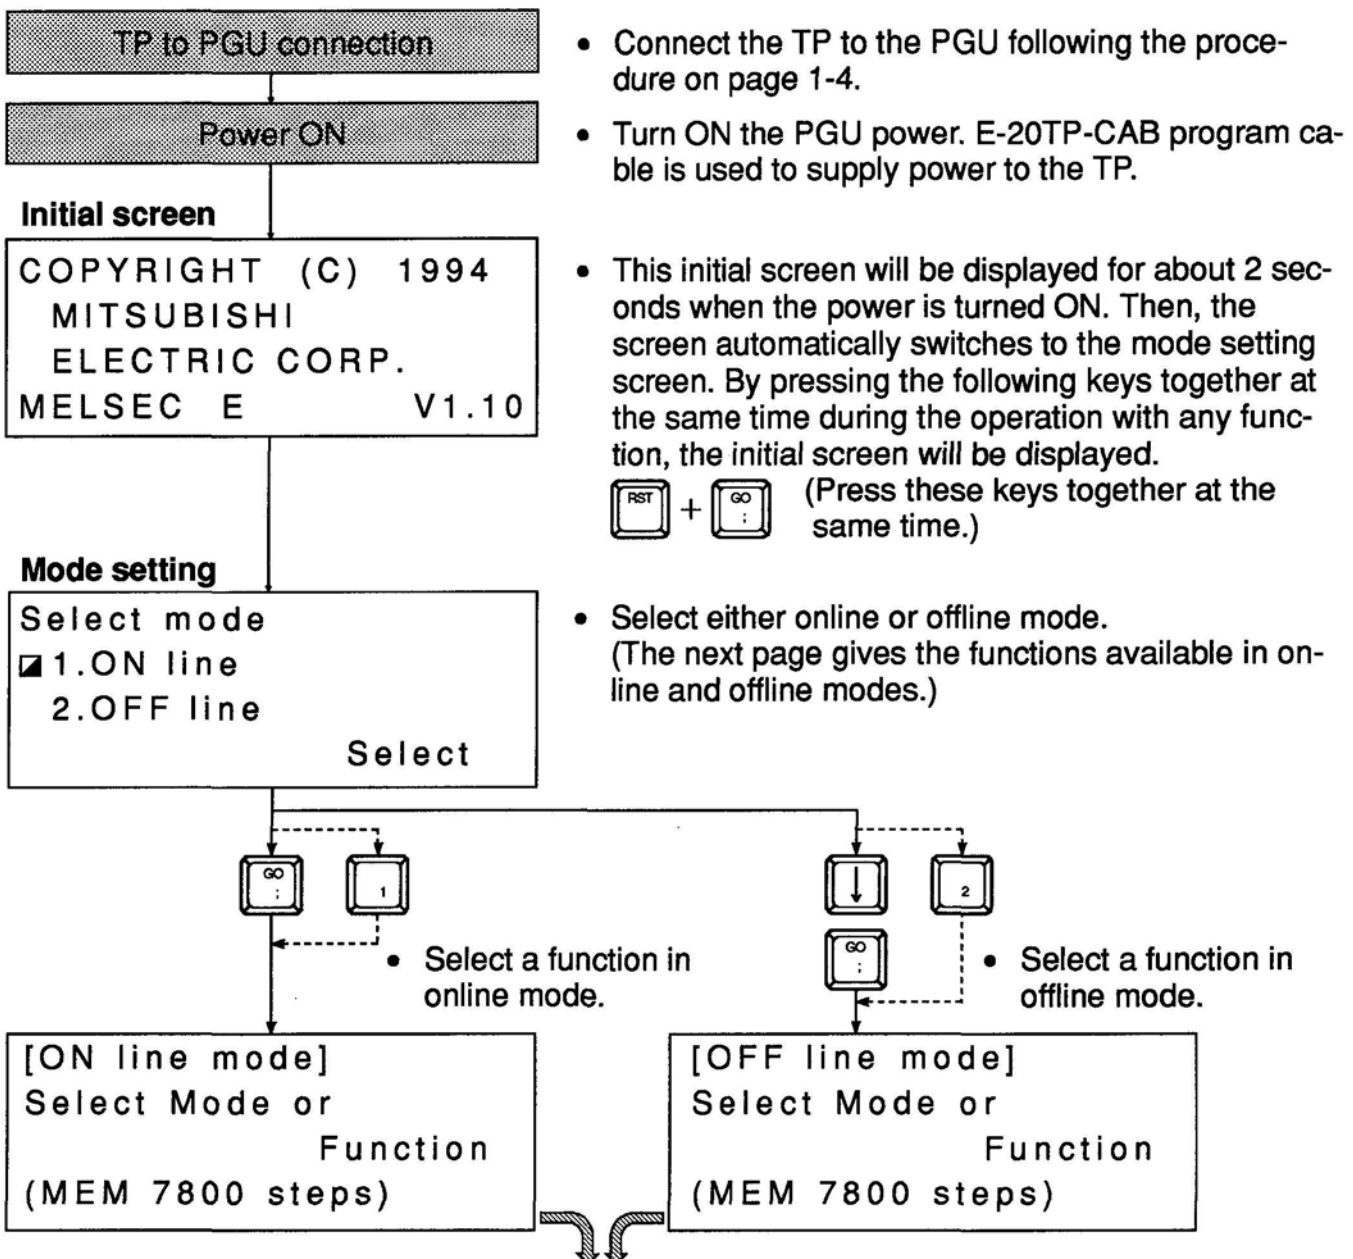 TP to PGU connection
• Connect the TP to the PGU following the proce-
dure on page 1-4.
Power ON
• Turn ON the PGU power. E-20TP-CAB program ca-
ble is used to supply power to the TP.
Initial screen
COPYRIGHT (C) 1994
MITSUBISHI
ELECTRIC CORP.
MELSEC E V1.10
• This initial screen will be displayed for about 2 sec-
onds when the power is turned ON. Then, the
screen automatically switches to the mode setting
screen. By pressing the following keys together at
the same time during the operation with any func-
tion, the initial screen will be displayed.
RST + GO ; (Press these keys together at the
same time.)
Mode setting
Select mode
1.ON line
2.OFF line
Select
• Select either online or offline mode.
(The next page gives the functions available in on-
line and offline modes.)
GO ; 1
↓ 2
GO ;
• Select a function in
online mode.
• Select a function in
offline mode.
[ON line mode]
Select Mode or
Function
(MEM 7800 steps)
[OFF line mode]
Select Mode or
Function
(MEM 7800 steps)